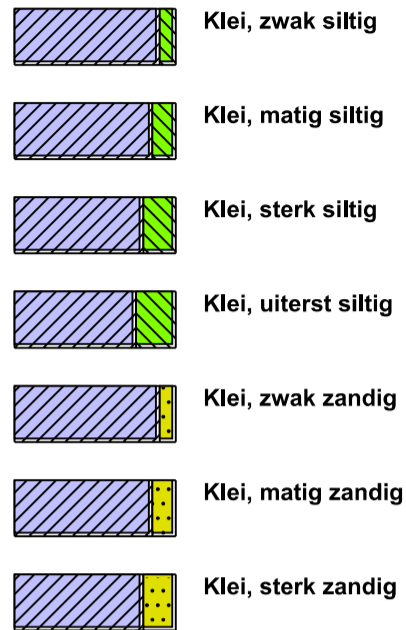 Klei, zwak siltig
Klei, matig siltig
Klei, sterk siltig
Klei, uiterst siltig
Klei, zwak zandig
Klei, matig zandig
Klei, sterk zandig